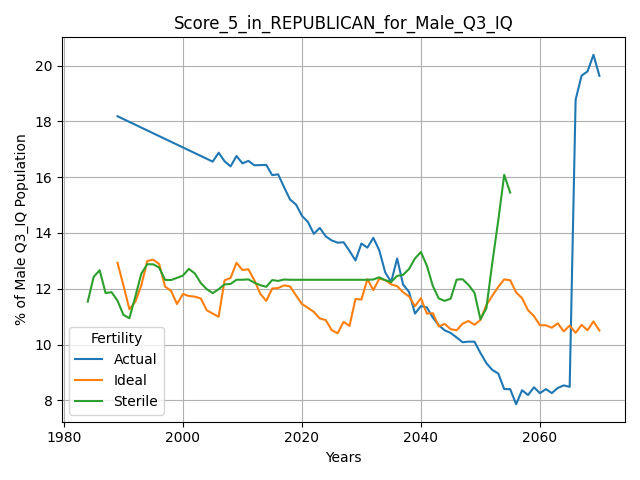 Score_5_in_REPUBLICAN_for_Male_Q3_IQ
% of Male Q3_IQ Population
20
18
16
14
12
10
8
Fertility
Actual
Ideal
Sterile
1980
2000
2020
2040
2060
Years